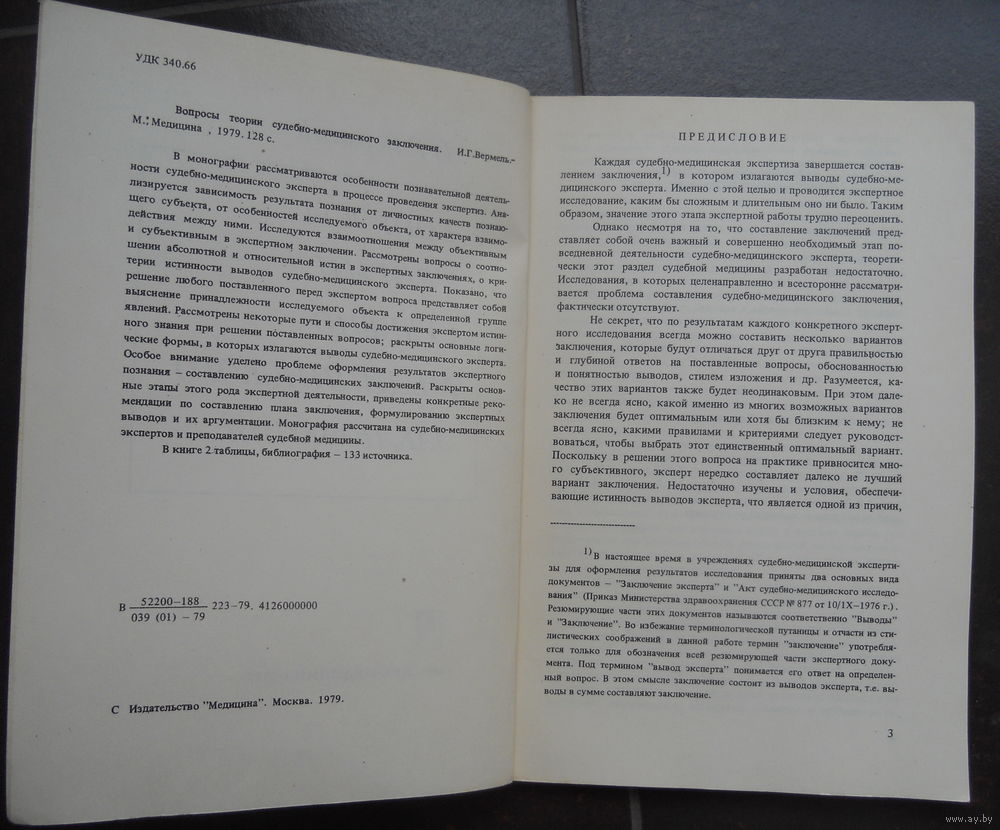 УДК 340.66
Вопросы теории судебно-медицинского заключения. И.Г.Вермель.-
М.: Медицина , 1979. 128 с.
В монографии рассматриваются особенности познавательной деятель-
ности судебно-медицинского эксперта в процессе проведения экспертиз. Ана-
лизируется зависимость результата познания от личностных качеств познаю-
щего субъекта, от особенностей исследуемого объекта, от характера взаимо-
действия между ними. Исследуются взаимоотношения между объективным
и субъективным в экспертном заключении. Рассмотрены вопросы о соотно-
шении абсолютной и относительной истин в экспертных заключениях, о кри-
терии истинности выводов судебно-медицинского эксперта. Показано, что
решение любого поставленного перед экспертом вопроса представляет собой
выяснение принадлежности исследуемого объекта к определенной группе
явлений. Рассмотрены некоторые пути и способы достижения экспертом истин-
ного знания при решении поставленных вопросов; раскрыты основные логи-
ческие формы, в которых излагаются выводы судебно-медицинского эксперта.
Особое внимание уделено проблеме оформления результатов экспертного
познания – составлению судебно-медицинских заключений. Раскрыты основ-
ные этапы этого рода экспертной деятельности, приведены конкретные реко-
мендации по составлению плана заключения, формулированию экспертных
выводов и их аргументации. Монография рассчитана на судебно-медицинских
экспертов и преподавателей судебной медицины.
В книге 2 таблицы, библиография – 133 источника.
В 52200–188 223–79. 4126000000
039 (01) – 79
С Издательство "Медицина". Москва. 1979.
ПРЕДИСЛОВИЕ
Каждая судебно-медицинская экспертиза завершается состав-
лением заключения,1) в котором излагаются выводы судебно-ме-
дицинского эксперта. Именно с этой целью и проводится экспертное
исследование, каким бы сложным и длительным оно ни было. Таким
образом, значение этого этапа экспертной работы трудно переоценить.
Однако несмотря на то, что составление заключений пред-
ставляет собой очень важный и совершенно необходимый этап по-
вседневной деятельности судебно-медицинского эксперта, теорети-
чески этот раздел судебной медицины разработан недостаточно.
Исследования, в которых целенаправленно и всесторонне рассматри-
вается проблема составления судебно-медицинского заключения,
фактически отсутствуют.
Не секрет, что по результатам каждого конкретного эксперт-
ного исследования всегда можно составить несколько вариантов
заключения, которые будут отличаться друг от друга правильностью
и глубиной ответов на поставленные вопросы, обоснованностью
и понятностью выводов, стилем изложения и др. Разумеется, ка-
чество этих вариантов также будет неодинаковым. При этом дале-
ко не всегда ясно, какой именно из многих возможных вариантов
заключения будет оптимальным или хотя бы близким к нему; не
всегда ясно, какими правилами и критериями следует руководст-
воваться, чтобы выбрать этот единственный оптимальный вариант.
Поскольку в решении этого вопроса на практике привносится мно-
го субъективного, эксперт нередко составляет далеко не лучший
вариант заключения. Недостаточно изучены и условия, обеспечи-
вающие истинность выводов эксперта, что является одной из причин,
1) В настоящее время в учреждениях судебно-медицинской эксперти-
зы для оформления результатов исследования приняты два основных вида
документов – "Заключение эксперта" и "Акт судебно-медицинского исследо-
вания" (Приказ Министерства здравоохранения СССР № 877 от 10/1Х–1976 г.).
Резюмирующие части этих документов называются соответственно "Выводы"
и "Заключение". Во избежание терминологической путаницы и отчасти из сти-
листических соображений в данной работе термин "заключение" употребля-
ется только для обозначения всей резюмирующей части экспертного доку-
мента. Под термином "вывод эксперта" понимается его ответ на определен-
ный вопрос. В этом смысле заключение состоит из выводов эксперта, т.е. вы-
воды в сумме составляют заключение.
3
www.ay.by